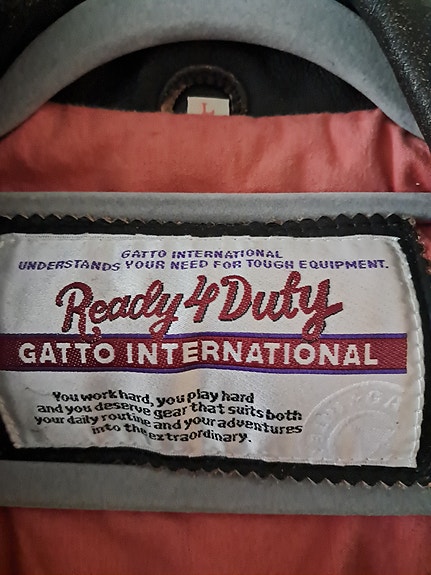 L
GATTO INTERNATIONAL
UNDERSTANDS YOUR NEED FOR TOUGH EQUIPMENT.
Ready 4 Duty
GATTO INTERNATIONAL
You work hard, you play hard
and you deserve gear that suits both
your daily routine and your adventures
into the extraordinary.